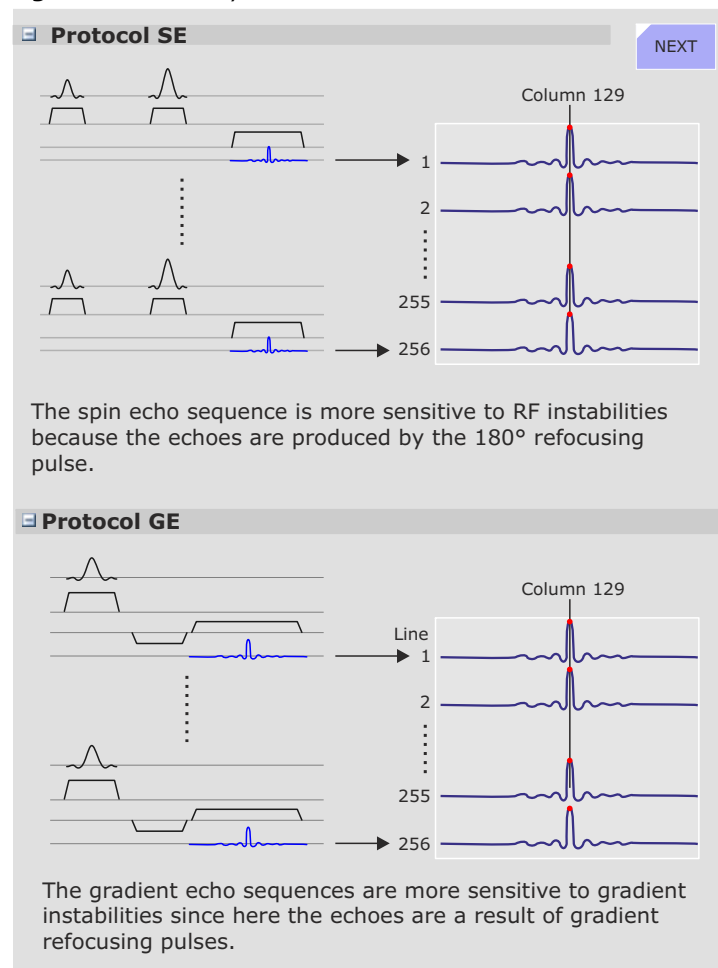 Protocol SE
NEXT
Column 129
1
2
255
256
The spin echo sequence is more sensitive to RF instabilities
because the echoes are produced by the 180° refocusing
pulse.
Protocol GE
Column 129
Line
1
2
255
256
The gradient echo sequences are more sensitive to gradient
instabilities since here the echoes are a result of gradient
refocusing pulses.